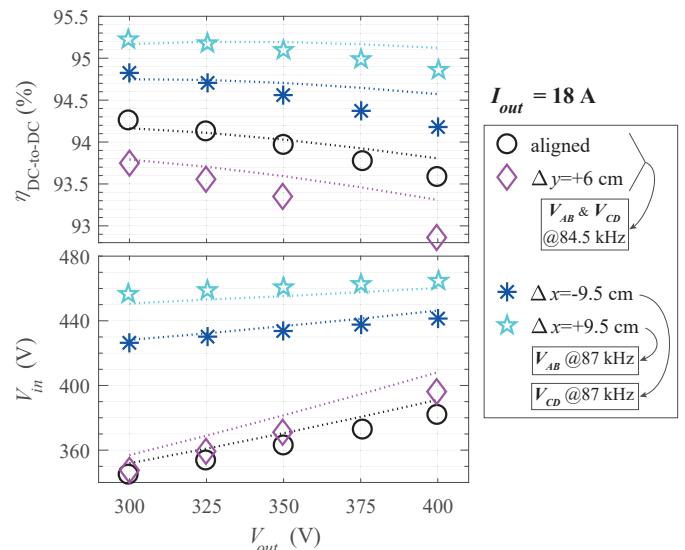 95.5
95
94.5
94
93.5
93
η_DC-to-DC (%)
480
440
400
360
V_in (V)
300 325 350 375 400
V_out (V)
I_out = 18 A
aligned
Δy=+6 cm
V_AB & V_CD
@84.5 kHz
Δx=-9.5 cm
Δx=+9.5 cm
V_AB @87 kHz
V_CD @87 kHz